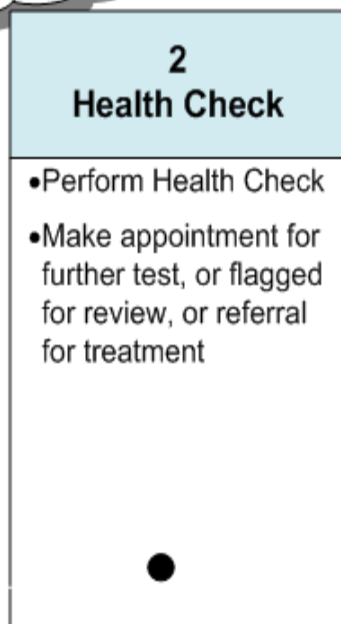 2
Health Check
•Perform Health Check
•Make appointment for
further test, or flagged
for review, or referral
for treatment